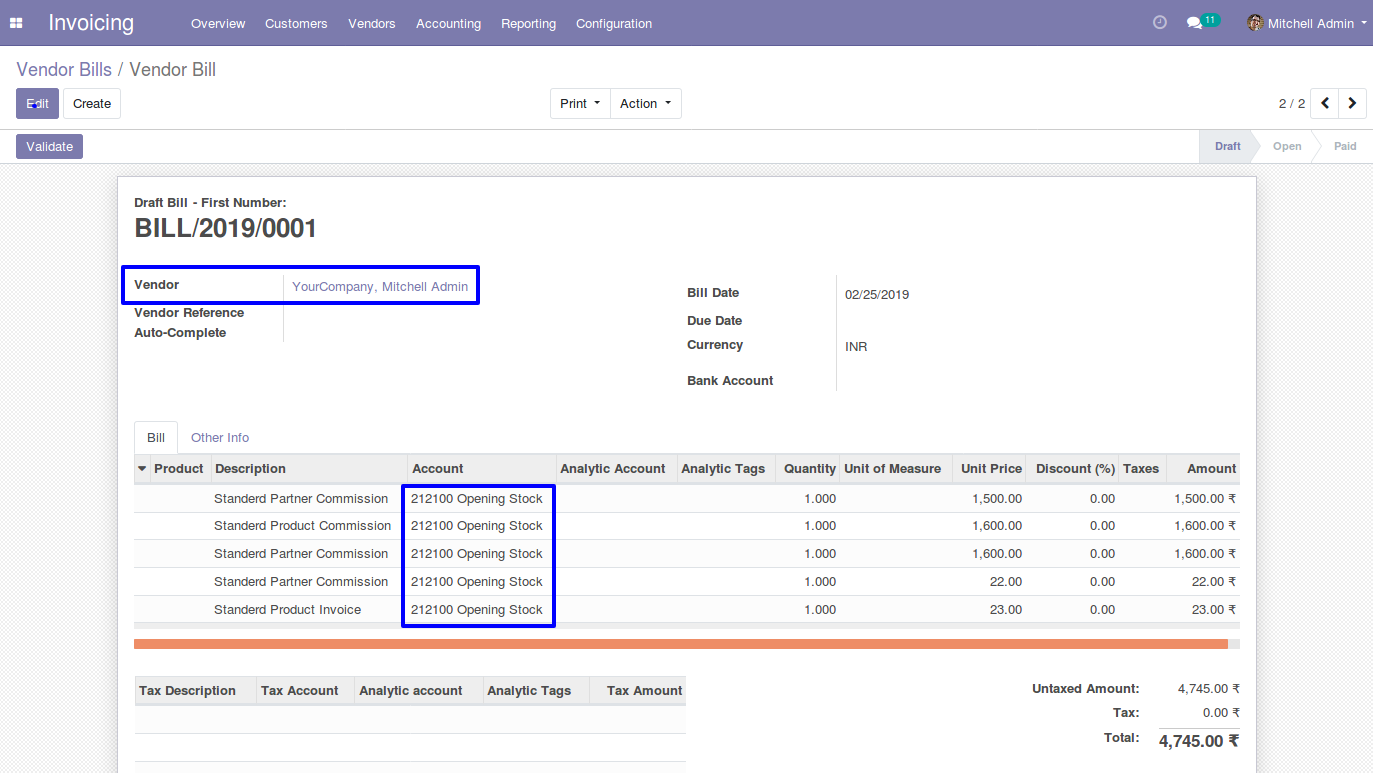 Invoicing Overview Customers Vendors Accounting Reporting Configuration 11 Mitchell Admin
Vendor Bills / Vendor Bill
Edit Create Print Action 2 / 2
Validate Draft Open Paid
Draft Bill - First Number:
BILL/2019/0001
Vendor YourCompany, Mitchell Admin
Vendor Reference
Auto-Complete
Bill Date 02/25/2019
Due Date
Currency INR
Bank Account
Bill Other Info
Product Description Account Analytic Account Analytic Tags Quantity Unit of Measure Unit Price Discount (%) Taxes Amount
Standerd Partner Commission 212100 Opening Stock 1.000 1,500.00 0.00 1,500.00 ₹
Standerd Product Commission 212100 Opening Stock 1.000 1,600.00 0.00 1,600.00 ₹
Standerd Partner Commission 212100 Opening Stock 1.000 1,600.00 0.00 1,600.00 ₹
Standerd Partner Commission 212100 Opening Stock 1.000 22.00 0.00 22.00 ₹
Standerd Product Invoice 212100 Opening Stock 1.000 23.00 0.00 23.00 ₹
Tax Description Tax Account Analytic account Analytic Tags Tax Amount
Untaxed Amount: 4,745.00 ₹
Tax: 0.00 ₹
Total: 4,745.00 ₹